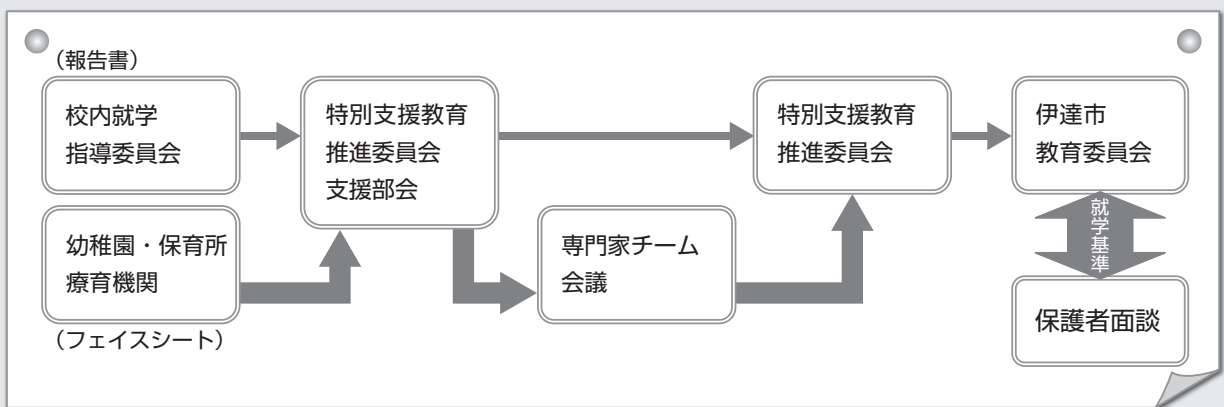 （報告書）
校内就学
指導委員会
特別支援教育
推進委員会
支援部会
特別支援教育
推進委員会
伊達市
教育委員会
幼稚園・保育所
療育機関
（フェイスシート）
専門家チーム
会議
就学基準
保護者面談